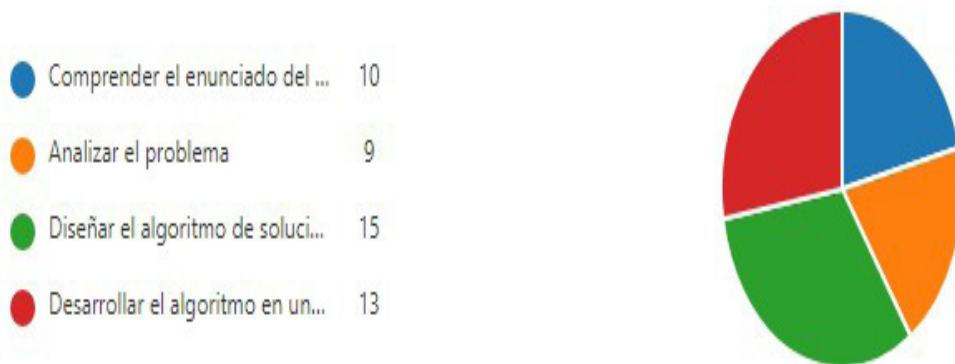 Comprender el enunciado del ... 10
Analizar el problema 9
Diseñar el algoritmo de soluci... 15
Desarrollar el algoritmo en un... 13